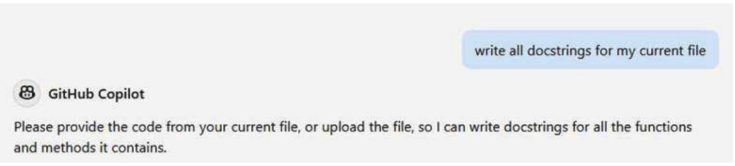 write all docstrings for my current file
GitHub Copilot
Please provide the code from your current file, or upload the file, so I can write docstrings for all the functions
and methods it contains.